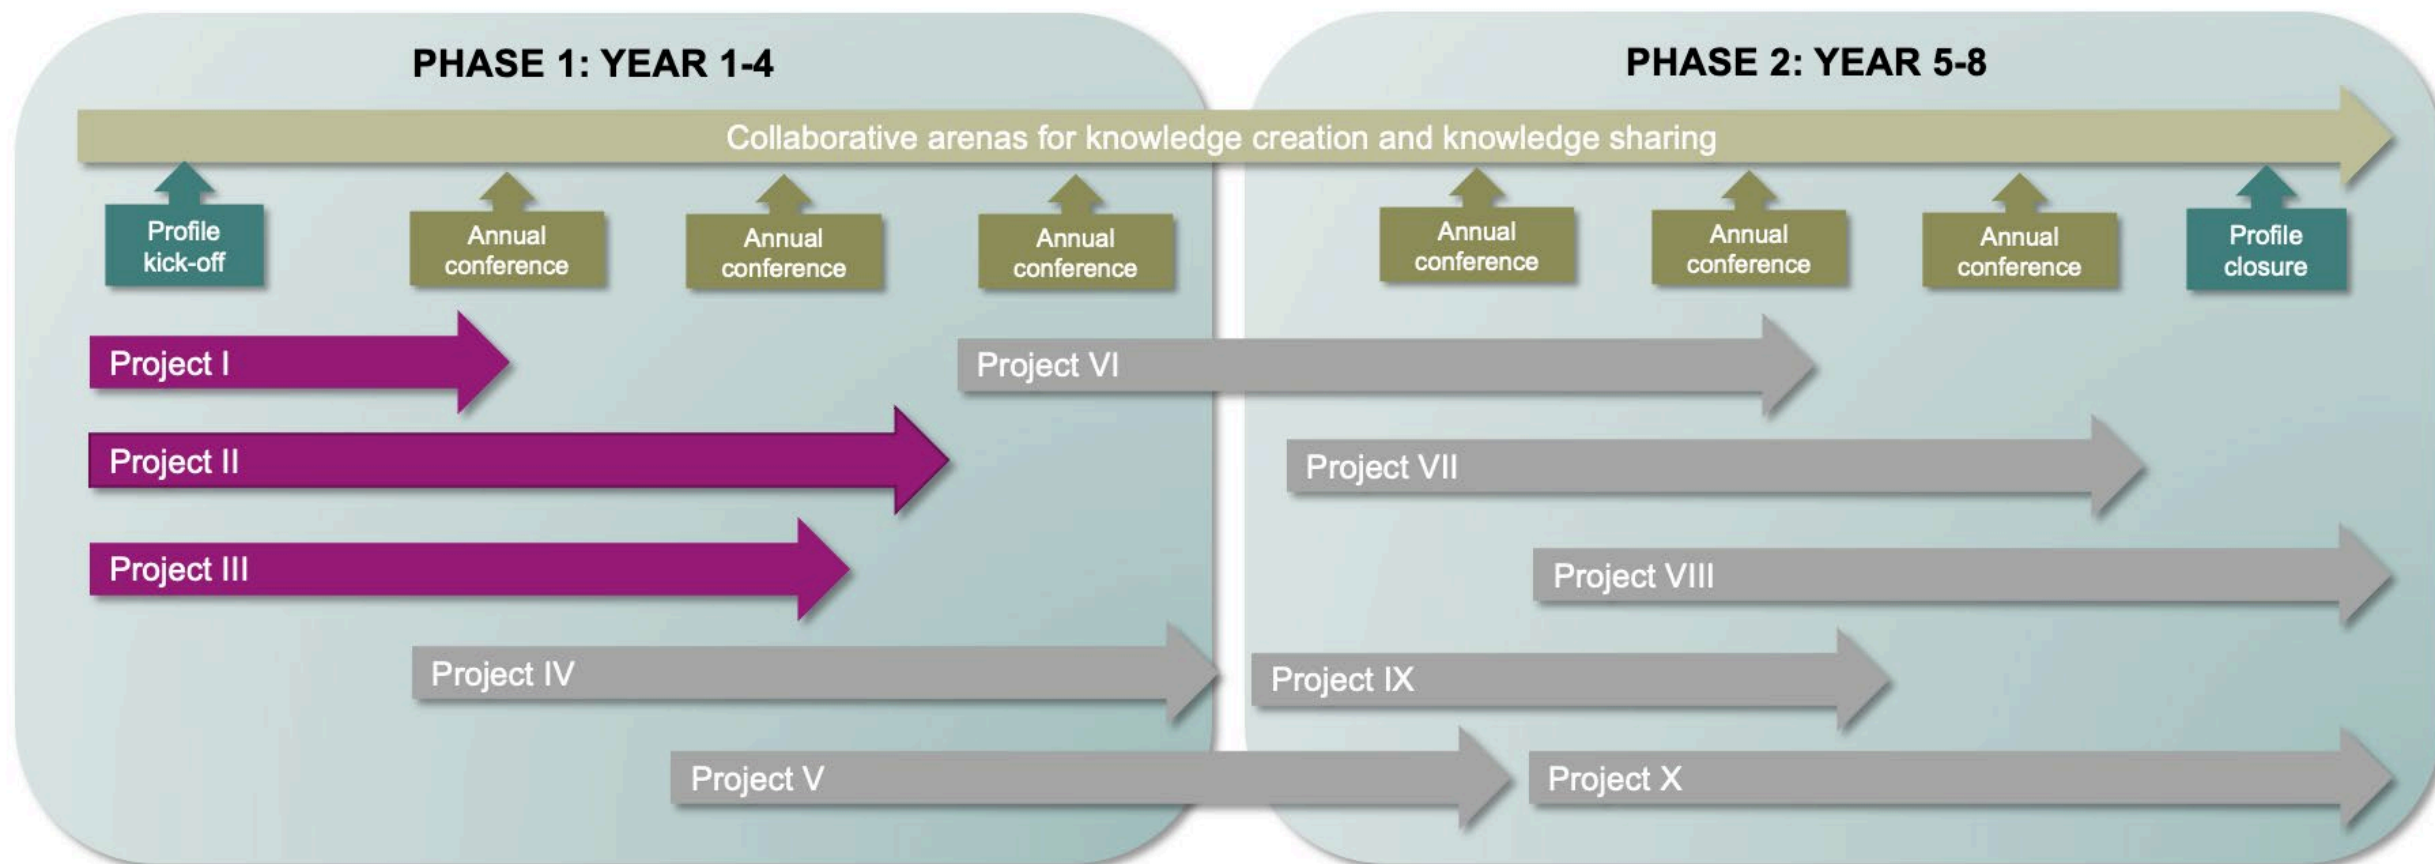 PHASE 1: YEAR 1-4
PHASE 2: YEAR 5-8
Collaborative arenas for knowledge creation and knowledge sharing
Profile
kick-off
Annual
conference
Annual
conference
Annual
conference
Annual
conference
Annual
conference
Annual
conference
Profile
closure
Project I
Project VI
Project II
Project VII
Project III
Project VIII
Project IV
Project IX
Project V
Project X